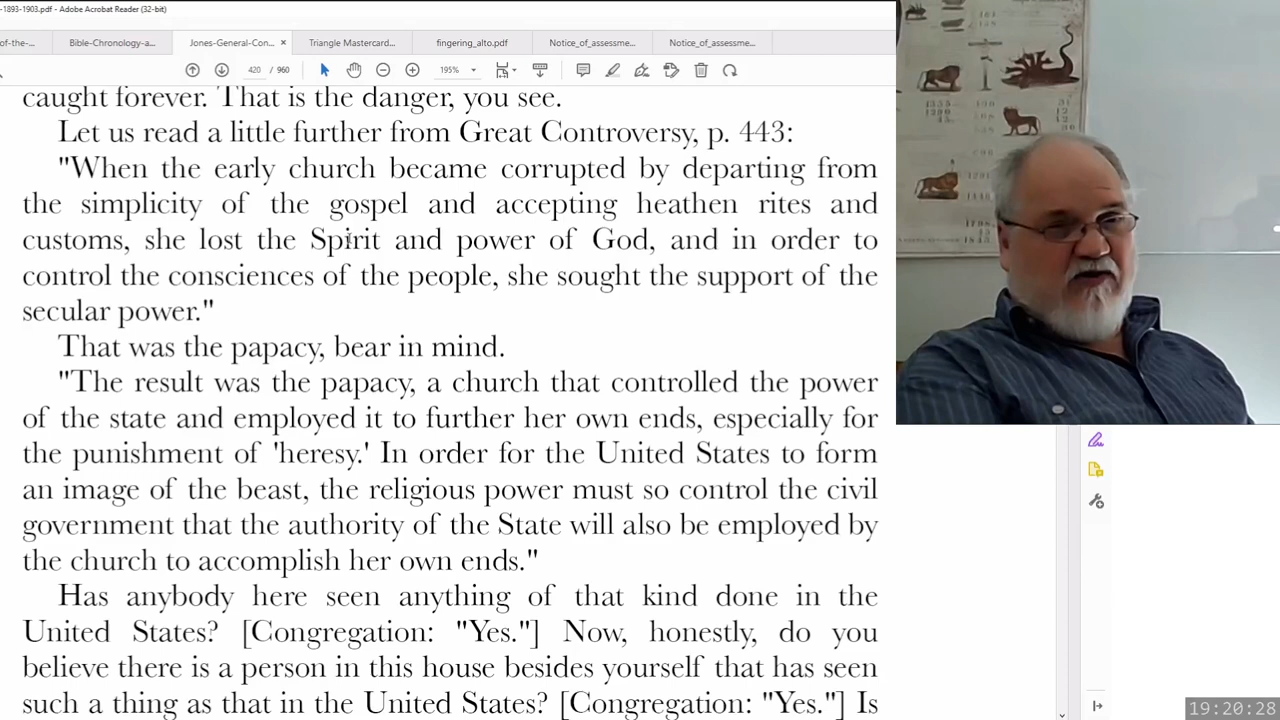 -1893-1903.pdf - Adobe Acrobat Reader (32-bit)
of-the-...
Bible-Chronology-a...
Jones-General-Con...
Triangle Mastercard...
fingering_alto.pdf
Notice_of_assessme...
Notice_of_assessme...
420 / 960
195%
caught forever. That is the danger, you see.
Let us read a little further from Great Controversy, p. 443:
"When the early church became corrupted by departing from
the simplicity of the gospel and accepting heathen rites and
customs, she lost the Spirit and power of God, and in order to
control the consciences of the people, she sought the support of the
secular power."
That was the papacy, bear in mind.
"The result was the papacy, a church that controlled the power
of the state and employed it to further her own ends, especially for
the punishment of 'heresy.' In order for the United States to form
an image of the beast, the religious power must so control the civil
government that the authority of the State will also be employed by
the church to accomplish her own ends."
Has anybody here seen anything of that kind done in the
United States? [Congregation: "Yes."] Now, honestly, do you
believe there is a person in this house besides yourself that has seen
such a thing as that in the United States? [Congregation: "Yes."] Is
19:20:28